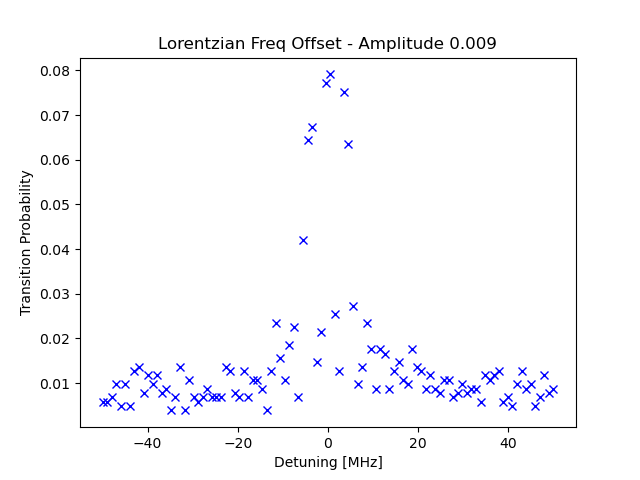 Lorentzian Freq Offset - Amplitude 0.009
0.08
0.07
0.06
0.05
0.04
0.03
0.02
0.01
Transition Probability
−40 −20 0 20 40
Detuning [MHz]